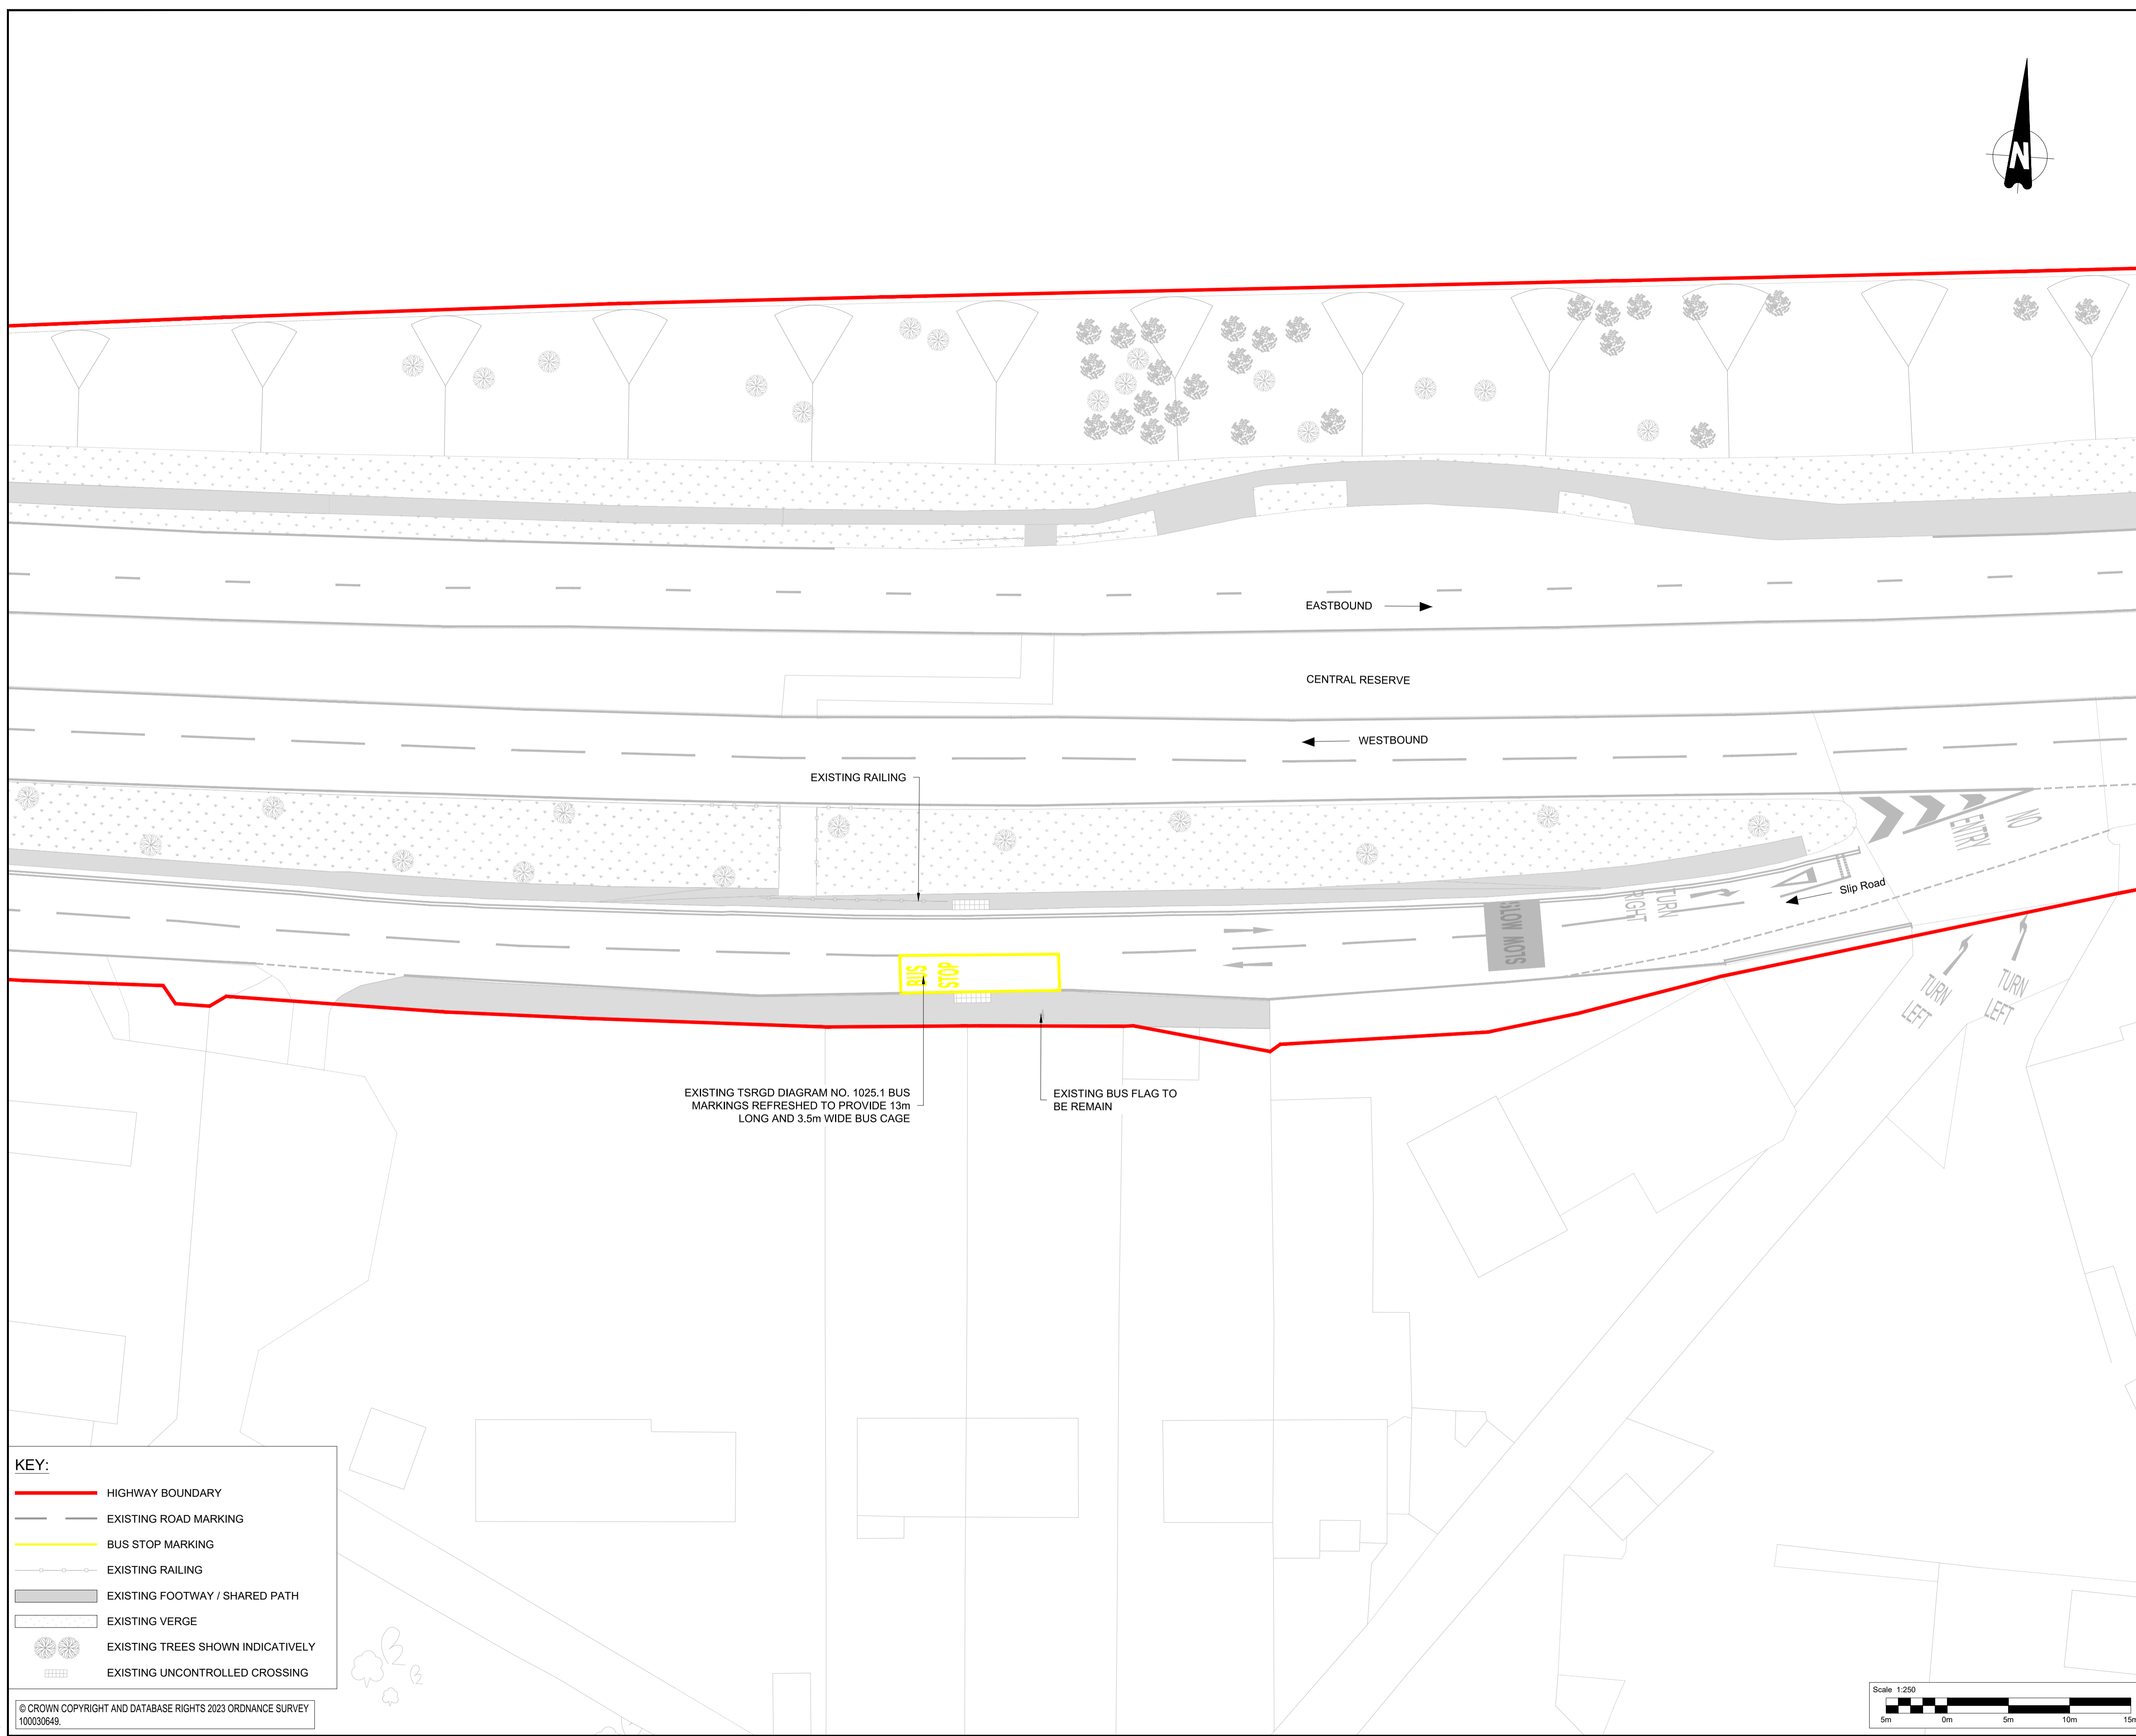 N
EASTBOUND
CENTRAL RESERVE
WESTBOUND
EXISTING RAILING
NO
ENTRY
Slip Road
TURN
RIGHT
SLOW
BUS
STOP
TURN
LEFT
TURN
LEFT
EXISTING TSRGD DIAGRAM NO. 1025.1 BUS
MARKINGS REFRESHED TO PROVIDE 13m
LONG AND 3.5m WIDE BUS CAGE
EXISTING BUS FLAG TO
BE REMAIN
KEY:
HIGHWAY BOUNDARY
EXISTING ROAD MARKING
BUS STOP MARKING
EXISTING RAILING
EXISTING FOOTWAY / SHARED PATH
EXISTING VERGE
EXISTING TREES SHOWN INDICATIVELY
EXISTING UNCONTROLLED CROSSING
© CROWN COPYRIGHT AND DATABASE RIGHTS 2023 ORDNANCE SURVEY
100030649.
Scale 1:250
5m 0m 5m 10m 15m